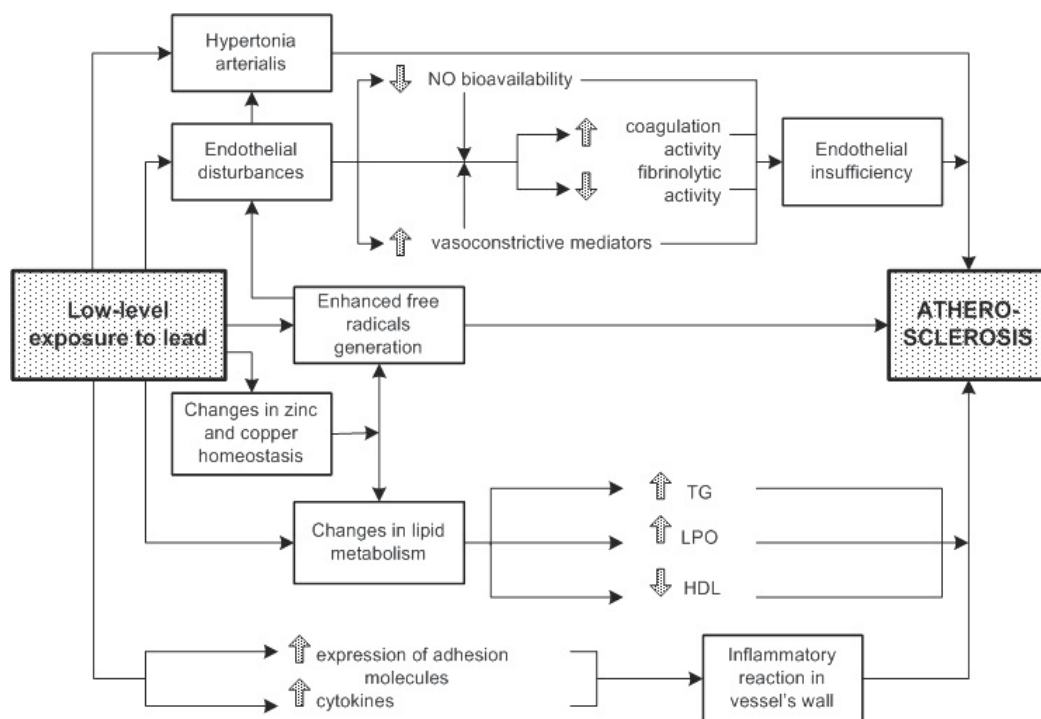 Hypertonia
arterialis
NO bioavailability
Endothelial
disturbances
coagulation
activity
fibrinolytic
activity
Endothelial
insufficiency
vasoconstrictive mediators
Low-level
exposure to lead
Enhanced free
radicals
generation
ATHERO-
SCLEROSIS
Changes in zinc
and copper
homeostasis
Changes in lipid
metabolism
TG
LPO
HDL
expression of adhesion
molecules
cytokines
Inflammatory
reaction in
vessel's wall